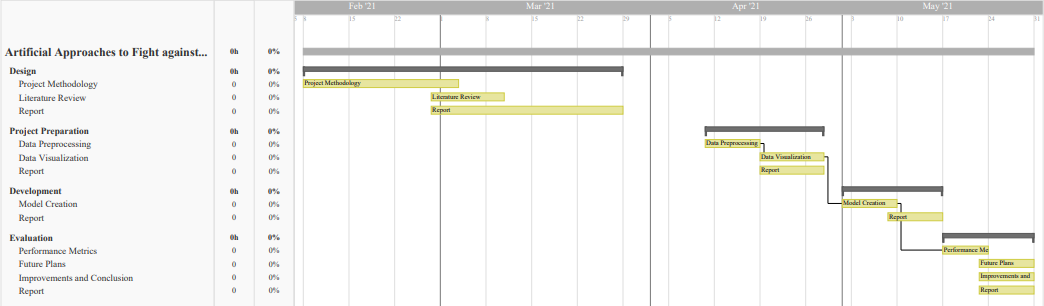 Feb '21 Mar '21 Apr '21 May '21
5 8 15 22 1 8 15 22 29 5 12 19 26 3 10 17 24 31
Artificial Approaches to Fight against... 0h 0%
Design 0h 0%
Project Methodology 0 0% Project Methodology
Literature Review 0 0% Literature Review
Report 0 0% Report
Project Preparation 0h 0%
Data Preprocessing 0 0% Data Preprocessing
Data Visualization 0 0% Data Visualization
Report 0 0% Report
Development 0h 0%
Model Creation 0 0% Model Creation
Report 0 0% Report
Evaluation 0h 0%
Performance Metrics 0 0% Performance Me
Future Plans 0 0% Future Plans
Improvements and Conclusion 0 0% Improvements and
Report 0 0% Report